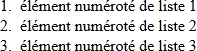 1. élément numéroté de liste 1
2. élément numéroté de liste 2
3. élément numéroté de liste 3